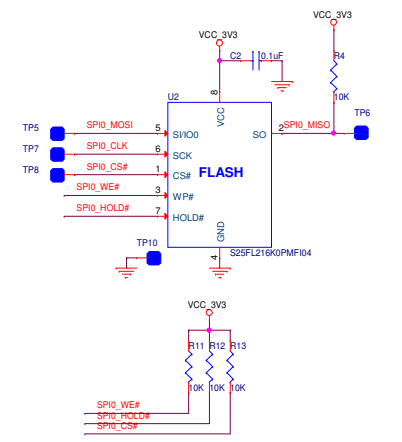 VCC_3V3
VCC_3V3
C2 0.1uF
R4
10K
U2
8
VCC
TP5 SPI0_MOSI 5 SI/IO0
SO 2 SPI0_MISO TP6
TP7 SPI0_CLK 6 SCK
TP8 SPI0_CS# 1 CS#
FLASH
SPI0_WE# 3 WP#
SPI0_HOLD# 7 HOLD#
GND
4
TP10
S25FL216K0PMFI04
VCC_3V3
R11 R12 R13
10K 10K 10K
SPI0_WE#
SPI0_HOLD#
SPI0_CS#